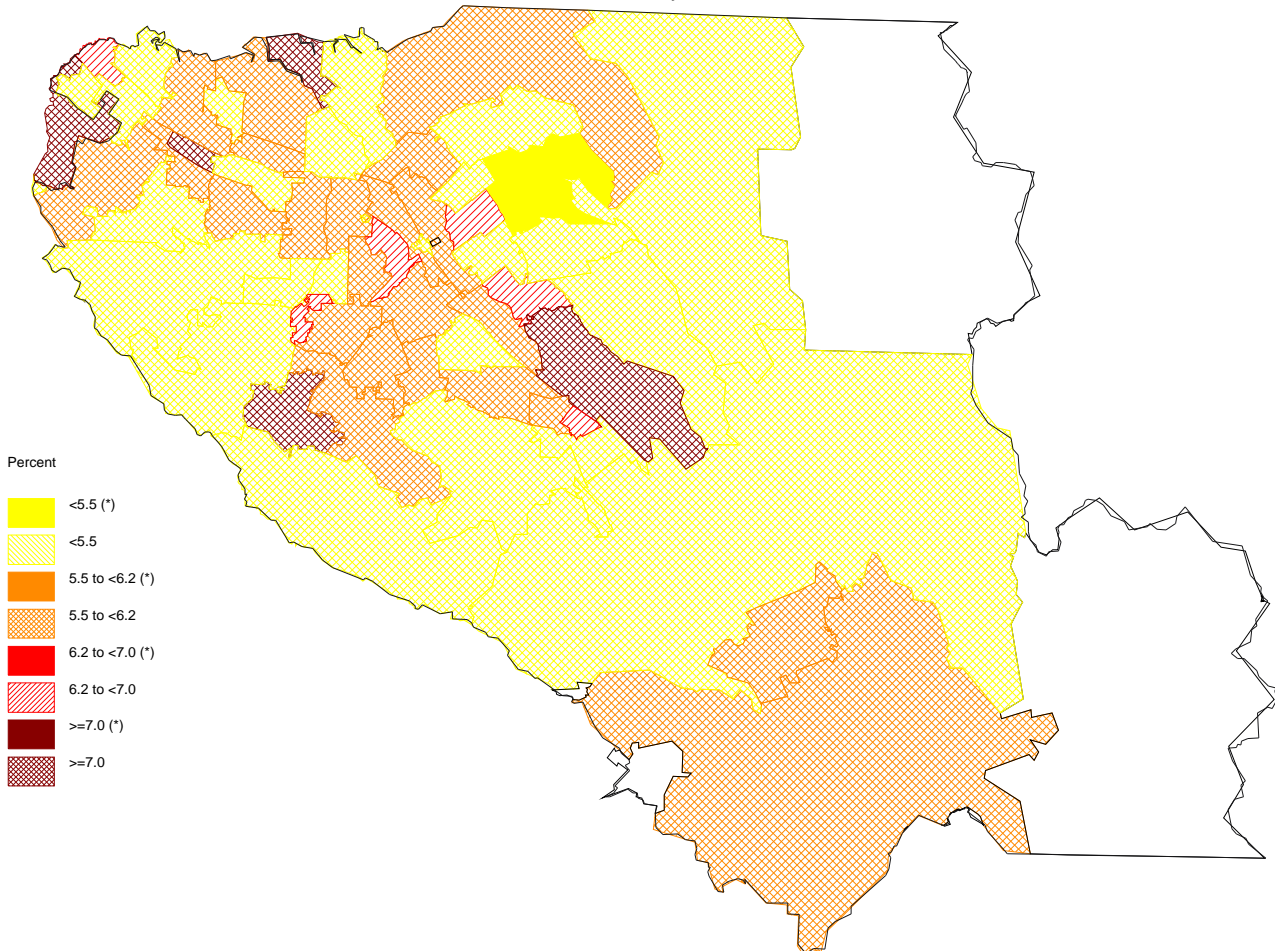 Percent
<5.5 (*)
<5.5
5.5 to <6.2 (*)
5.5 to <6.2
6.2 to <7.0 (*)
6.2 to <7.0
>=7.0 (*)
>=7.0